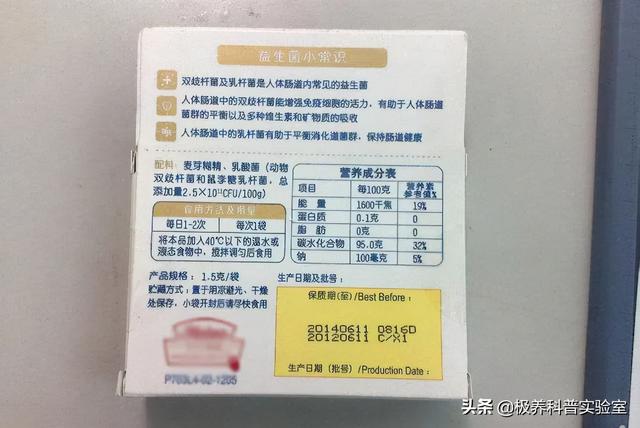 益生菌小常识
双歧杆菌及乳杆菌是人体肠道内常见的益生菌
人体肠道中的双歧杆菌能增强免疫细胞的活力，有助于人体肠道
菌群的平衡以及多种维生素和矿物质的吸收
人体肠道中的乳杆菌有助于平衡消化道菌群，保持肠道健康
配料：麦芽糊精、乳酸菌（动物
双歧杆菌和鼠李糖乳杆菌，总
添加量2.5×10¹¹CFU/100g）
食用方法及用量
每日1-2次 每次1袋
将本品加入40℃以下的温水或
液态食物中，搅拌调匀后食用
营养成分表
项目 每100克 营养素参考值%
能 量 1600千焦 19%
蛋白质 0.1克 0
脂 肪 0克 0
碳水化合物 95.0克 32%
钠 100毫克 5%
产品规格：1.5克/袋
贮藏方式：置于阴凉避光、干燥
处保存，小袋开封后请尽快食用
生产日期及批号：
保质期(至)/Best Before：
20140611 0816D
20120611 C/X1
生产日期（批号）/Production Date：
P703L4-02-1205
头条 @极养科普实验室